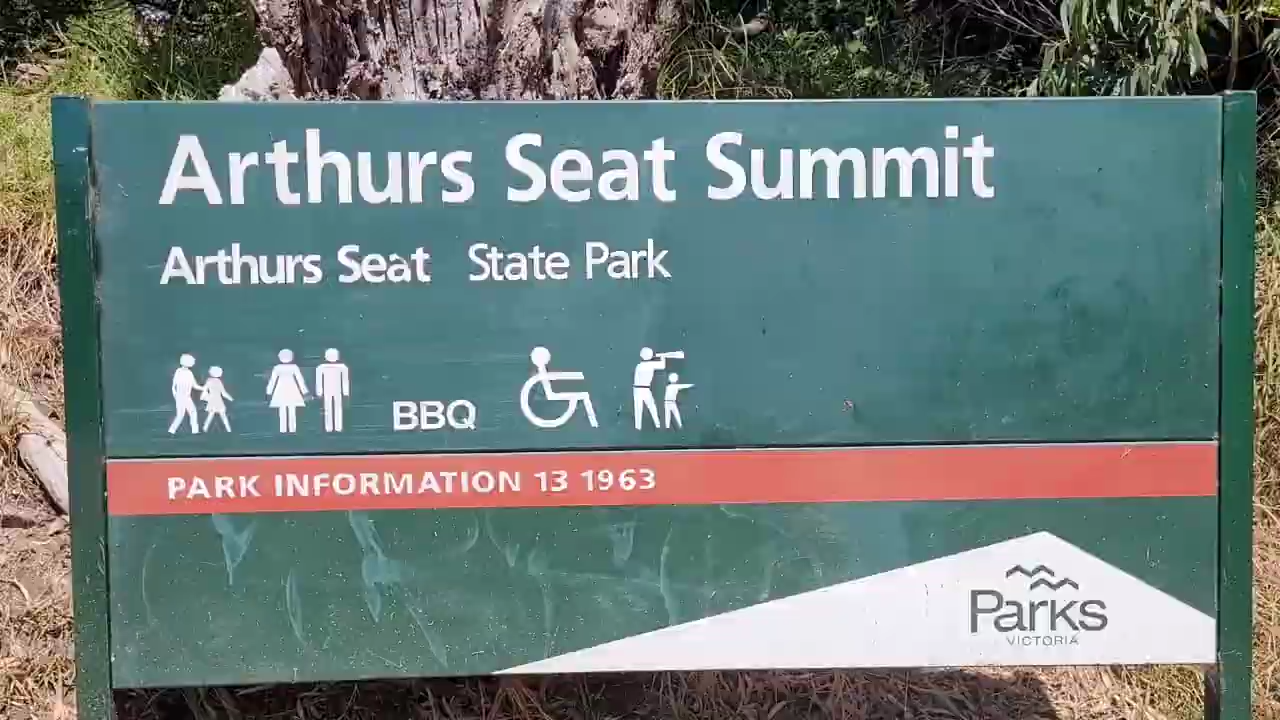 Arthurs Seat Summit
Arthurs Seat State Park
BBQ
PARK INFORMATION 13 1963
Parks
VICTORIA